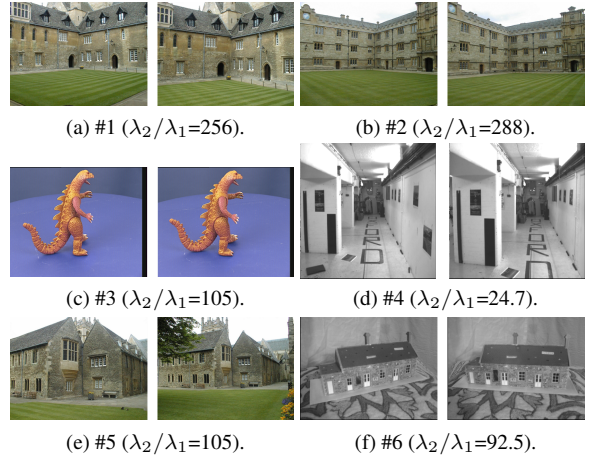 (a) #1 (λ₂/λ₁=256).
(b) #2 (λ₂/λ₁=288).
(c) #3 (λ₂/λ₁=105).
(d) #4 (λ₂/λ₁=24.7).
(e) #5 (λ₂/λ₁=105).
(f) #6 (λ₂/λ₁=92.5).